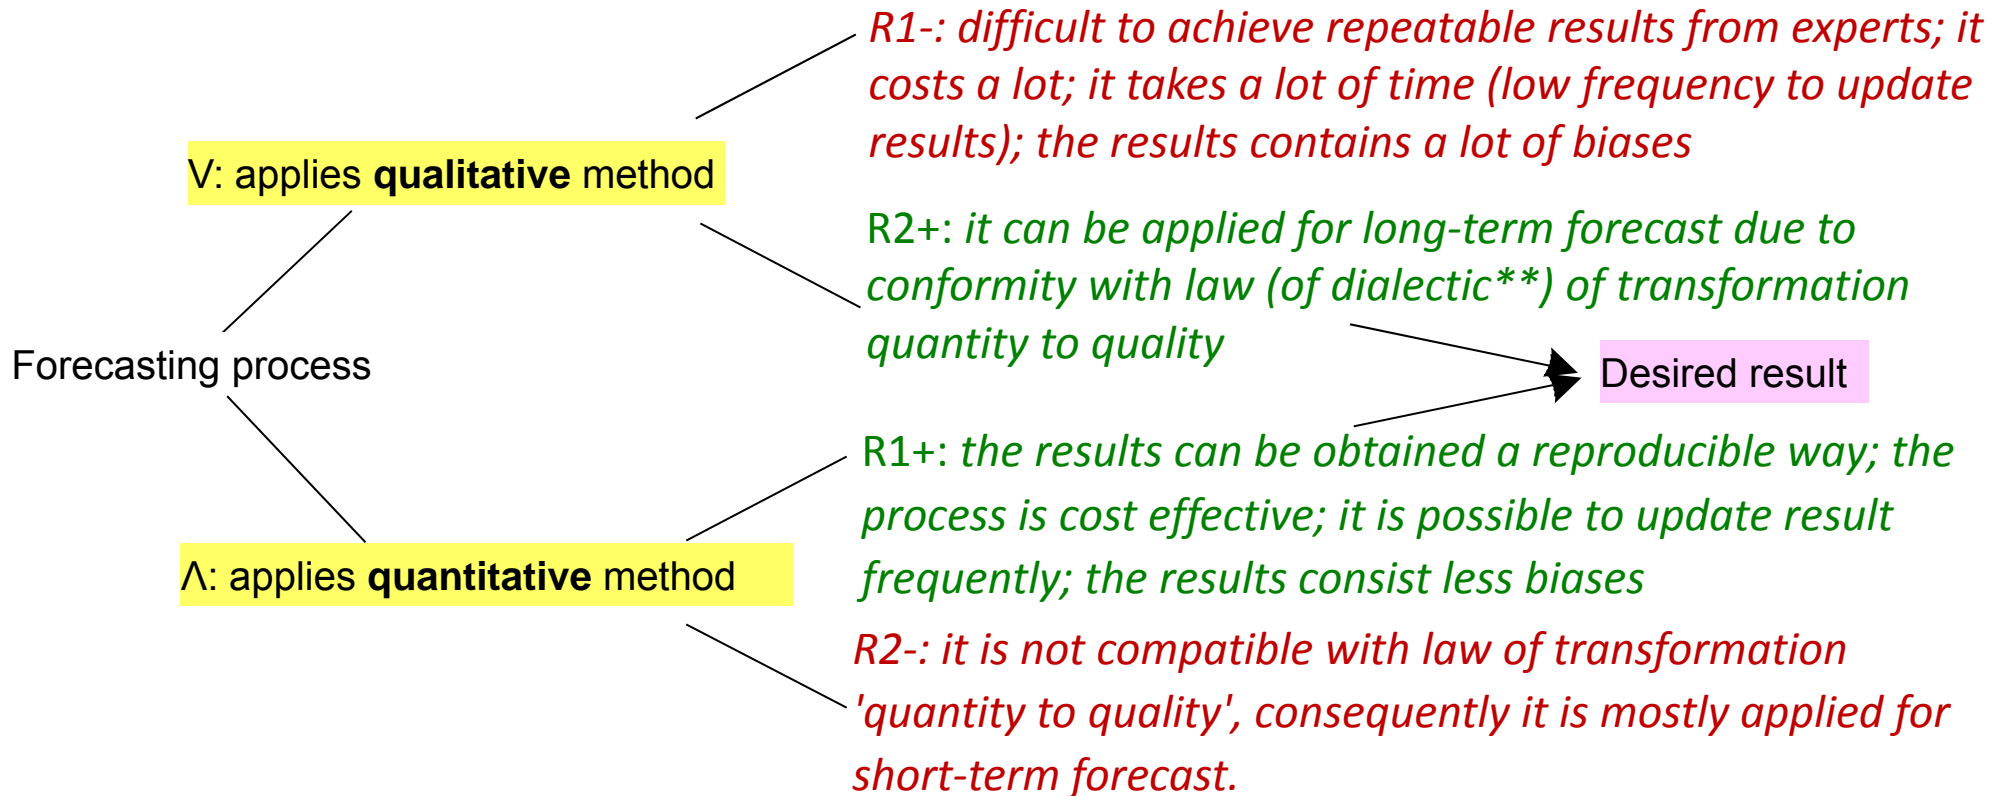 R1-: difficult to achieve repeatable results from experts; it
costs a lot; it takes a lot of time (low frequency to update
results); the results contains a lot of biases
V: applies qualitative method
R2+: it can be applied for long-term forecast due to
conformity with law (of dialectic**) of transformation
quantity to quality
Forecasting process
Desired result
R1+: the results can be obtained a reproducible way; the
process is cost effective; it is possible to update result
frequently; the results consist less biases
Λ: applies quantitative method
R2-: it is not compatible with law of transformation
'quantity to quality', consequently it is mostly applied for
short-term forecast.